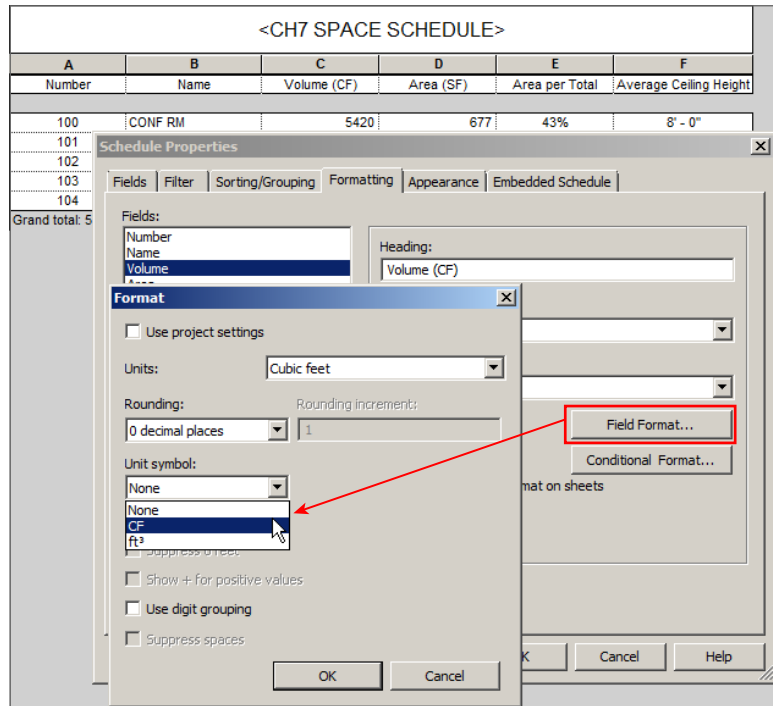 <CH7 SPACE SCHEDULE>
A B C D E F
Number Name Volume (CF) Area (SF) Area per Total Average Ceiling Height
100 CONF RM 5420 677 43% 8' - 0"
101
102
103
104
Grand total: 5
Schedule Properties
Fields Filter Sorting/Grouping Formatting Appearance Embedded Schedule
Fields:
Number
Name
Volume
Heading:
Volume (CF)
Format
Use project settings
Units: Cubic feet
Rounding: Rounding increment:
0 decimal places 1
Field Format...
Unit symbol:
Conditional Format...
None
mat on sheets
None
CF
ft³
Suppress 0 feet
Show + for positive values
Use digit grouping
Suppress spaces
OK Cancel
K Cancel Help